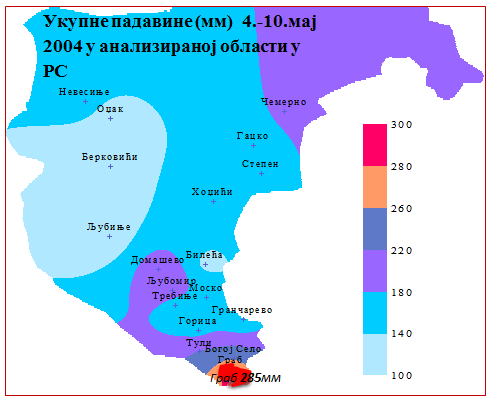 Укупне падавине (мм) 4.-10.мај
2004 у анализираној области у
РС
Невесиње
Оџак
Чемерно
Гацко
Берковићи
Степен
Хоџићи
Љубиње
Билећа
Домашево
Љубомир
Моско
Требиње
Гранчарево
Горица
Тули
Богој Село
Граб
Граб 285мм
300
280
260
220
180
140
100